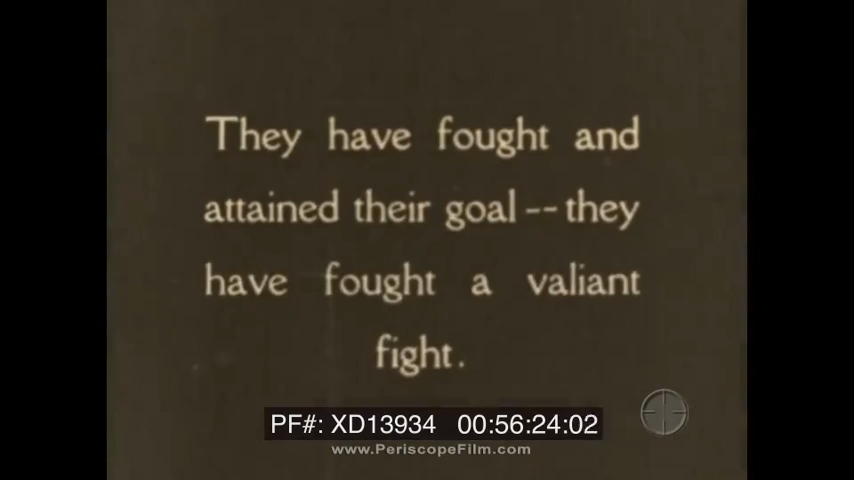 They have fought and
attained their goal -- they
have fought a valiant
fight.
PF#: XD13934 00:56:24:02
www.PeriscopeFilm.com